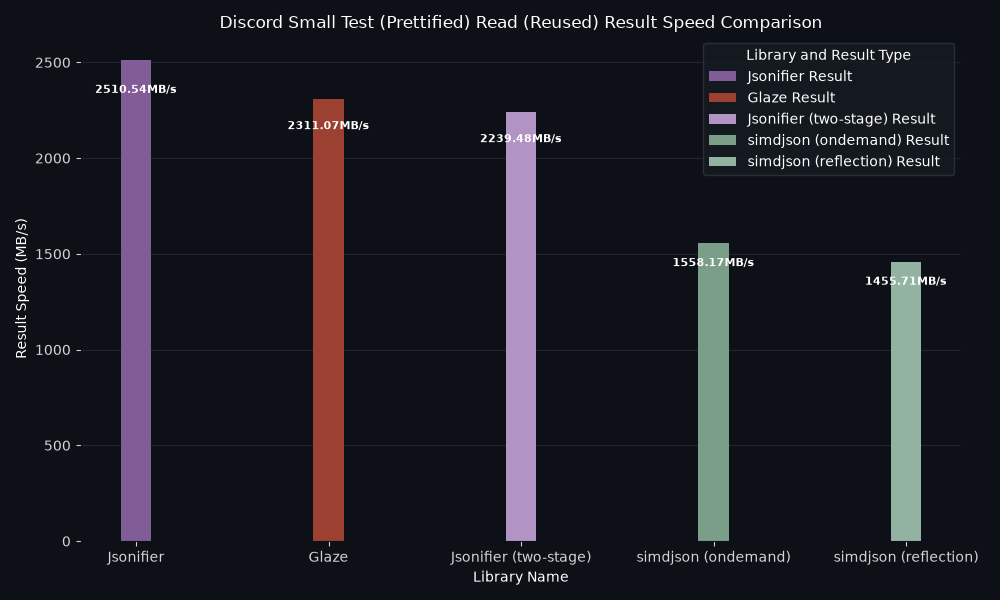 Discord Small Test (Prettified) Read (Reused) Result Speed Comparison
Library and Result Type
Jsonifier Result
Glaze Result
Jsonifier (two-stage) Result
simdjson (ondemand) Result
simdjson (reflection) Result
Result Speed (MB/s)
2500
2000
1500
1000
500
0
2510.54MB/s
2311.07MB/s
2239.48MB/s
1558.17MB/s
1455.71MB/s
Jsonifier
Glaze
Jsonifier (two-stage)
simdjson (ondemand)
simdjson (reflection)
Library Name